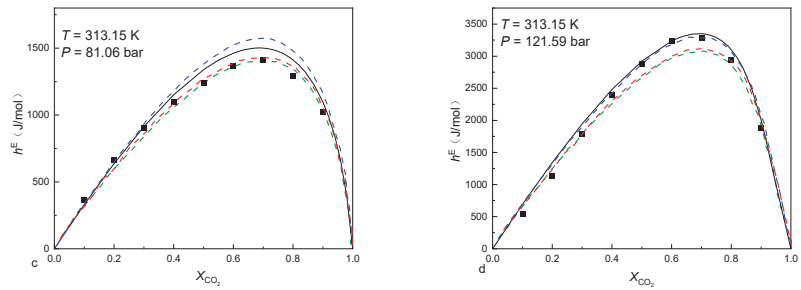 T = 313.15 K
P = 81.06 bar
1500
1000
500
0
hᴱ (J/mol)
0.0 0.2 0.4 0.6 0.8 1.0
c
X_CO₂
T = 313.15 K
P = 121.59 bar
3500
3000
2500
2000
1500
1000
500
0
hᴱ (J/mol)
0.0 0.2 0.4 0.6 0.8 1.0
d
X_CO₂